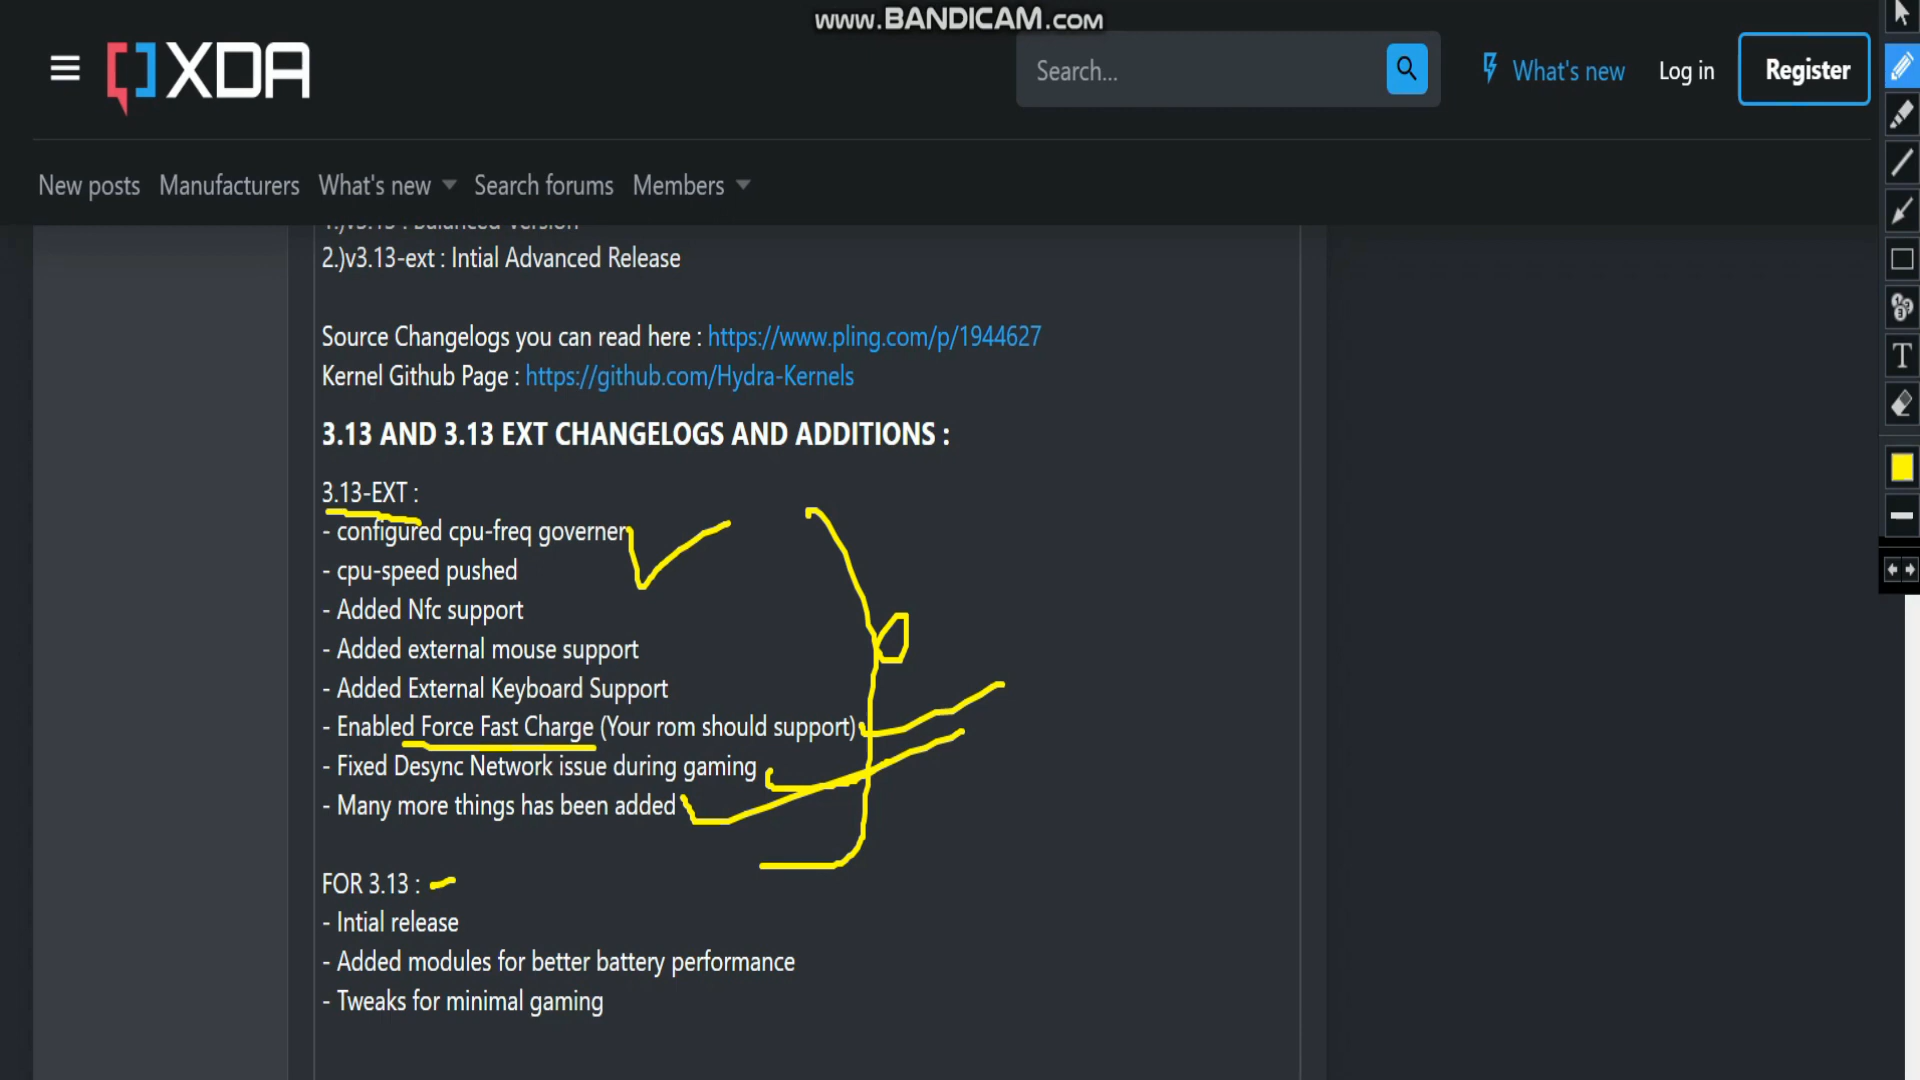 www.BANDICAM.com
XDA
Search...
What's new
Log in
Register
New posts
Manufacturers
What's new
Search forums
Members
1.)v3.13 : Balanced Version
2.)v3.13-ext : Intial Advanced Release
Source Changelogs you can read here : https://www.pling.com/p/1944627
Kernel Github Page : https://github.com/Hydra-Kernels
3.13 AND 3.13 EXT CHANGELOGS AND ADDITIONS :
3.13-EXT :
- configured cpu-freq governer
- cpu-speed pushed
- Added Nfc support
- Added external mouse support
- Added External Keyboard Support
- Enabled Force Fast Charge (Your rom should support)
- Fixed Desync Network issue during gaming
- Many more things has been added
FOR 3.13 :
- Intial release
- Added modules for better battery performance
- Tweaks for minimal gaming